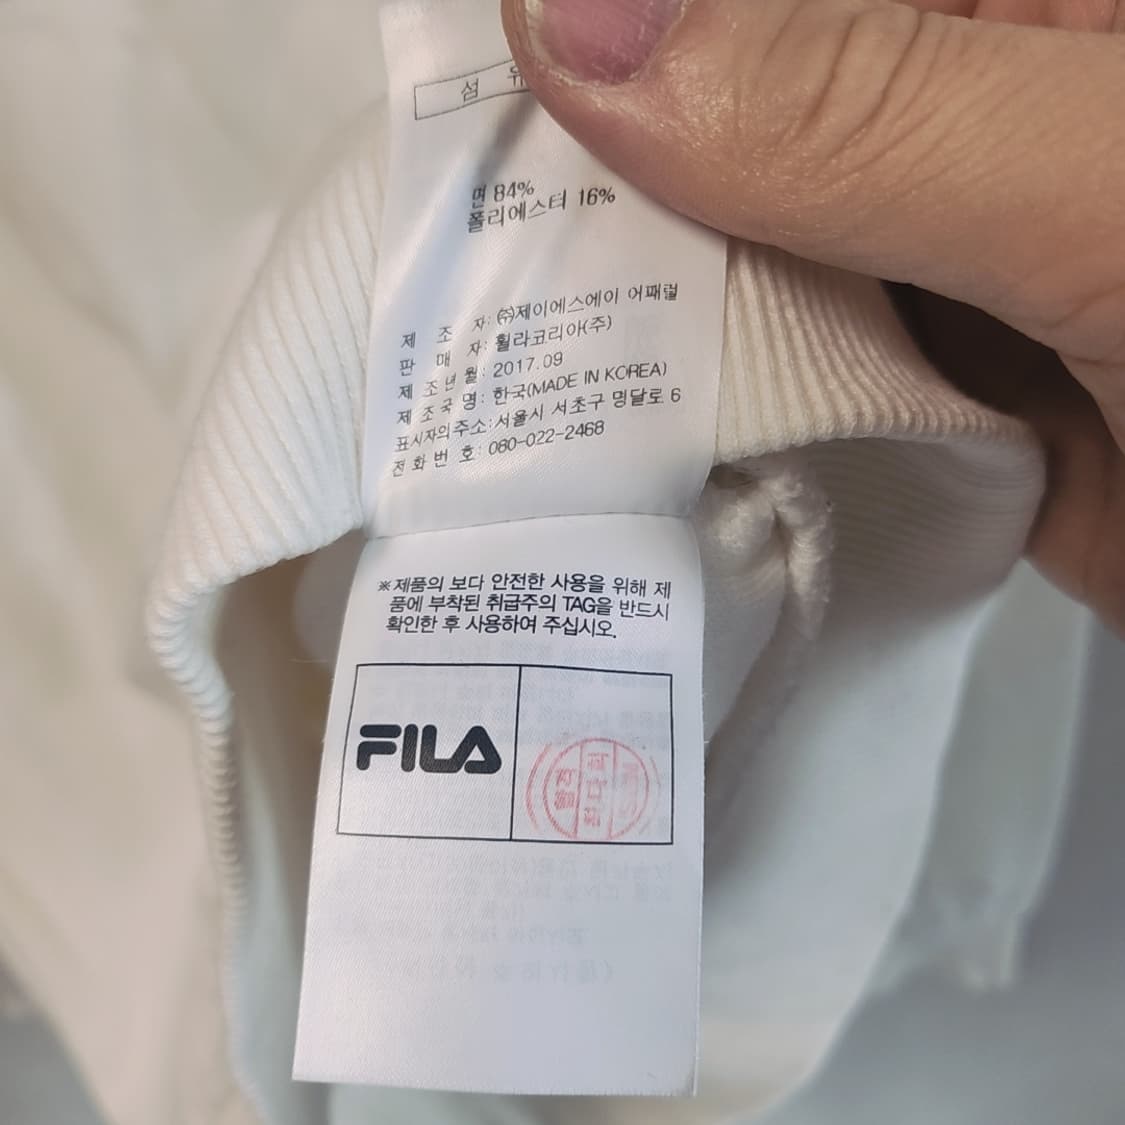 섬 유
면 84%
폴리에스터 16%
제 조 자: ㈜제이에스에이 어패럴
판 매 자: 휠라코리아(주)
제 조 년 월: 2017.09
제 조 국 명: 한국(MADE IN KOREA)
표시자의주소: 서울시 서초구 명달로 6
전 화 번 호: 080-022-2468
※제품의 보다 안전한 사용을 위해 제
품에 부착된 취급주의 TAG을 반드시
확인한 후 사용하여 주십시오.
FILA
합격